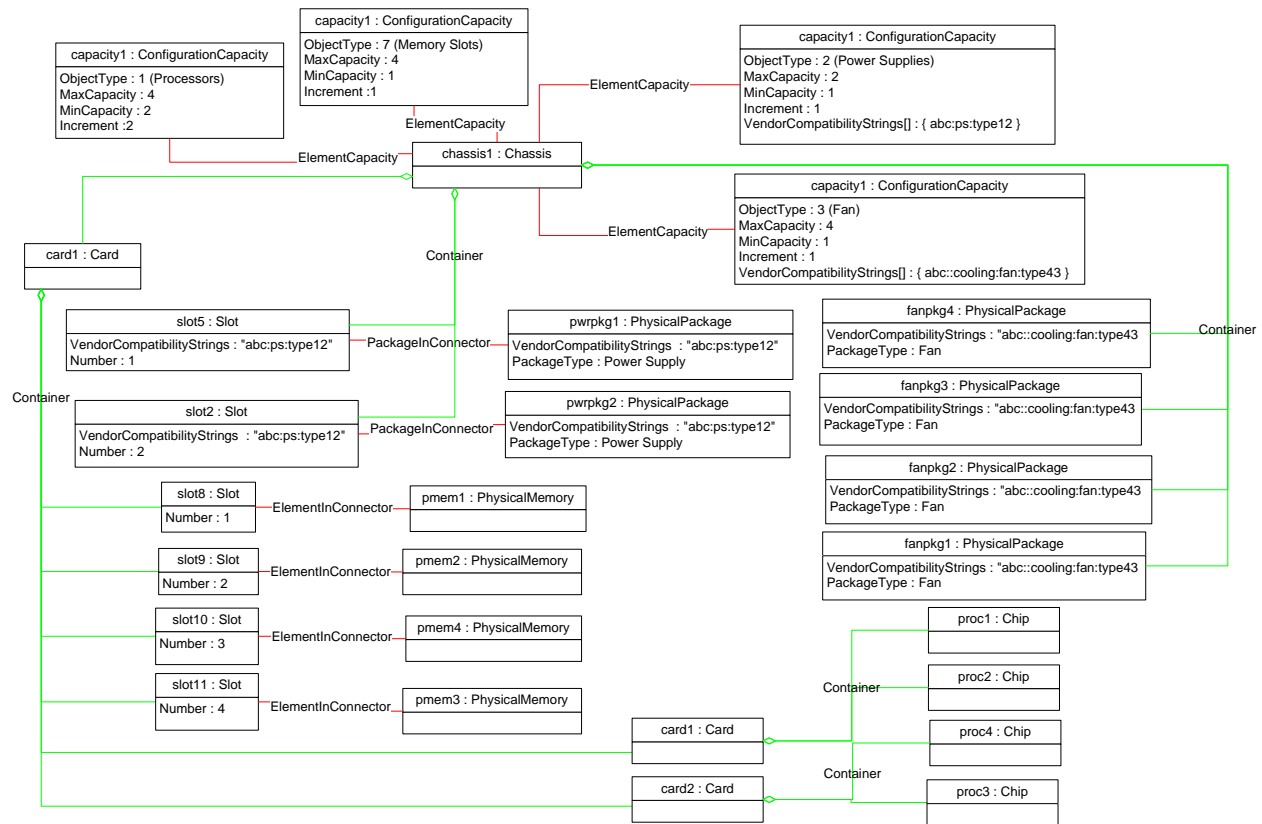 capacity1 : ConfigurationCapacity
ObjectType : 7 (Memory Slots)
MaxCapacity : 4
MinCapacity : 1
Increment :1
capacity1 : ConfigurationCapacity
ObjectType : 1 (Processors)
MaxCapacity : 4
MinCapacity : 2
Increment :2
capacity1 : ConfigurationCapacity
ObjectType : 2 (Power Supplies)
MaxCapacity : 2
MinCapacity : 1
Increment : 1
VendorCompatibilityStrings[] : { abc:ps:type12 }
ElementCapacity
ElementCapacity
ElementCapacity
chassis1 : Chassis
capacity1 : ConfigurationCapacity
ObjectType : 3 (Fan)
MaxCapacity : 4
MinCapacity : 1
Increment : 1
VendorCompatibilityStrings[] : { abc::cooling:fan:type43 }
ElementCapacity
card1 : Card
Container
slot5 : Slot
VendorCompatibilityStrings : "abc:ps:type12"
Number : 1
PackageInConnector
pwrpkg1 : PhysicalPackage
VendorCompatibilityStrings : "abc:ps:type12"
PackageType : Power Supply
fanpkg4 : PhysicalPackage
VendorCompatibilityStrings : "abc::cooling:fan:type43
PackageType : Fan
Container
Container
slot2 : Slot
VendorCompatibilityStrings : "abc:ps:type12"
Number : 2
PackageInConnector
pwrpkg2 : PhysicalPackage
VendorCompatibilityStrings : "abc:ps:type12"
PackageType : Power Supply
fanpkg3 : PhysicalPackage
VendorCompatibilityStrings : "abc::cooling:fan:type43
PackageType : Fan
fanpkg2 : PhysicalPackage
VendorCompatibilityStrings : "abc::cooling:fan:type43
PackageType : Fan
fanpkg1 : PhysicalPackage
VendorCompatibilityStrings : "abc::cooling:fan:type43
PackageType : Fan
slot8 : Slot
Number : 1
ElementInConnector
pmem1 : PhysicalMemory
slot9 : Slot
Number : 2
ElementInConnector
pmem2 : PhysicalMemory
slot10 : Slot
Number : 3
ElementInConnector
pmem4 : PhysicalMemory
slot11 : Slot
Number : 4
ElementInConnector
pmem3 : PhysicalMemory
proc1 : Chip
proc2 : Chip
Container
card1 : Card
proc4 : Chip
Container
card2 : Card
proc3 : Chip